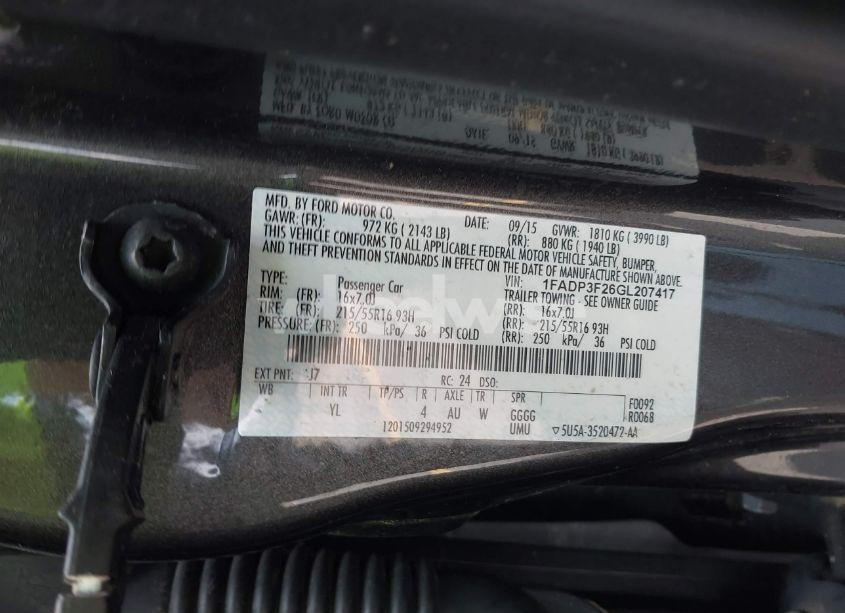 MFD. BY FORD MOTOR CO. DATE: 09/15 GVWR: 1810 KG ( 3990 LB)
GAWR: (FR): 972 KG ( 2143 LB) (RR): 880 KG ( 1940 LB)
THIS VEHICLE CONFORMS TO ALL APPLICABLE FEDERAL MOTOR VEHICLE SAFETY, BUMPER,
AND THEFT PREVENTION STANDARDS IN EFFECT ON THE DATE OF MANUFACTURE SHOWN ABOVE.
VIN: 1FADP3F26GL207417
TYPE: Passenger Car TRAILER TOWING - SEE OWNER GUIDE
RIM: (FR): 16x7.0J (RR): 16x7.0J
TIRE: (FR): 215/55R16 93H (RR): 215/55R16 93H
PRESSURE: (FR): 250 kPa/ 36 PSI COLD (RR): 250 kPa/ 36 PSI COLD
EXT PNT: J7 RC: 24 DSO:
WB INT TR TP/PS R AXLE TR SPR F0092
YL 4 AU W GGGG R0068
1201509294952 UMU ▽5U5A-3520472-AA